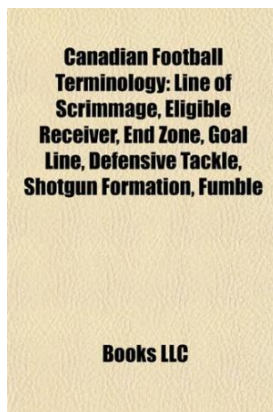 Canadian Football
Terminology: Line of
Scrimmage, Eligible
Receiver, End Zone, Goal
Line, Defensive Tackle,
Shotgun Formation, Fumble
Books LLC